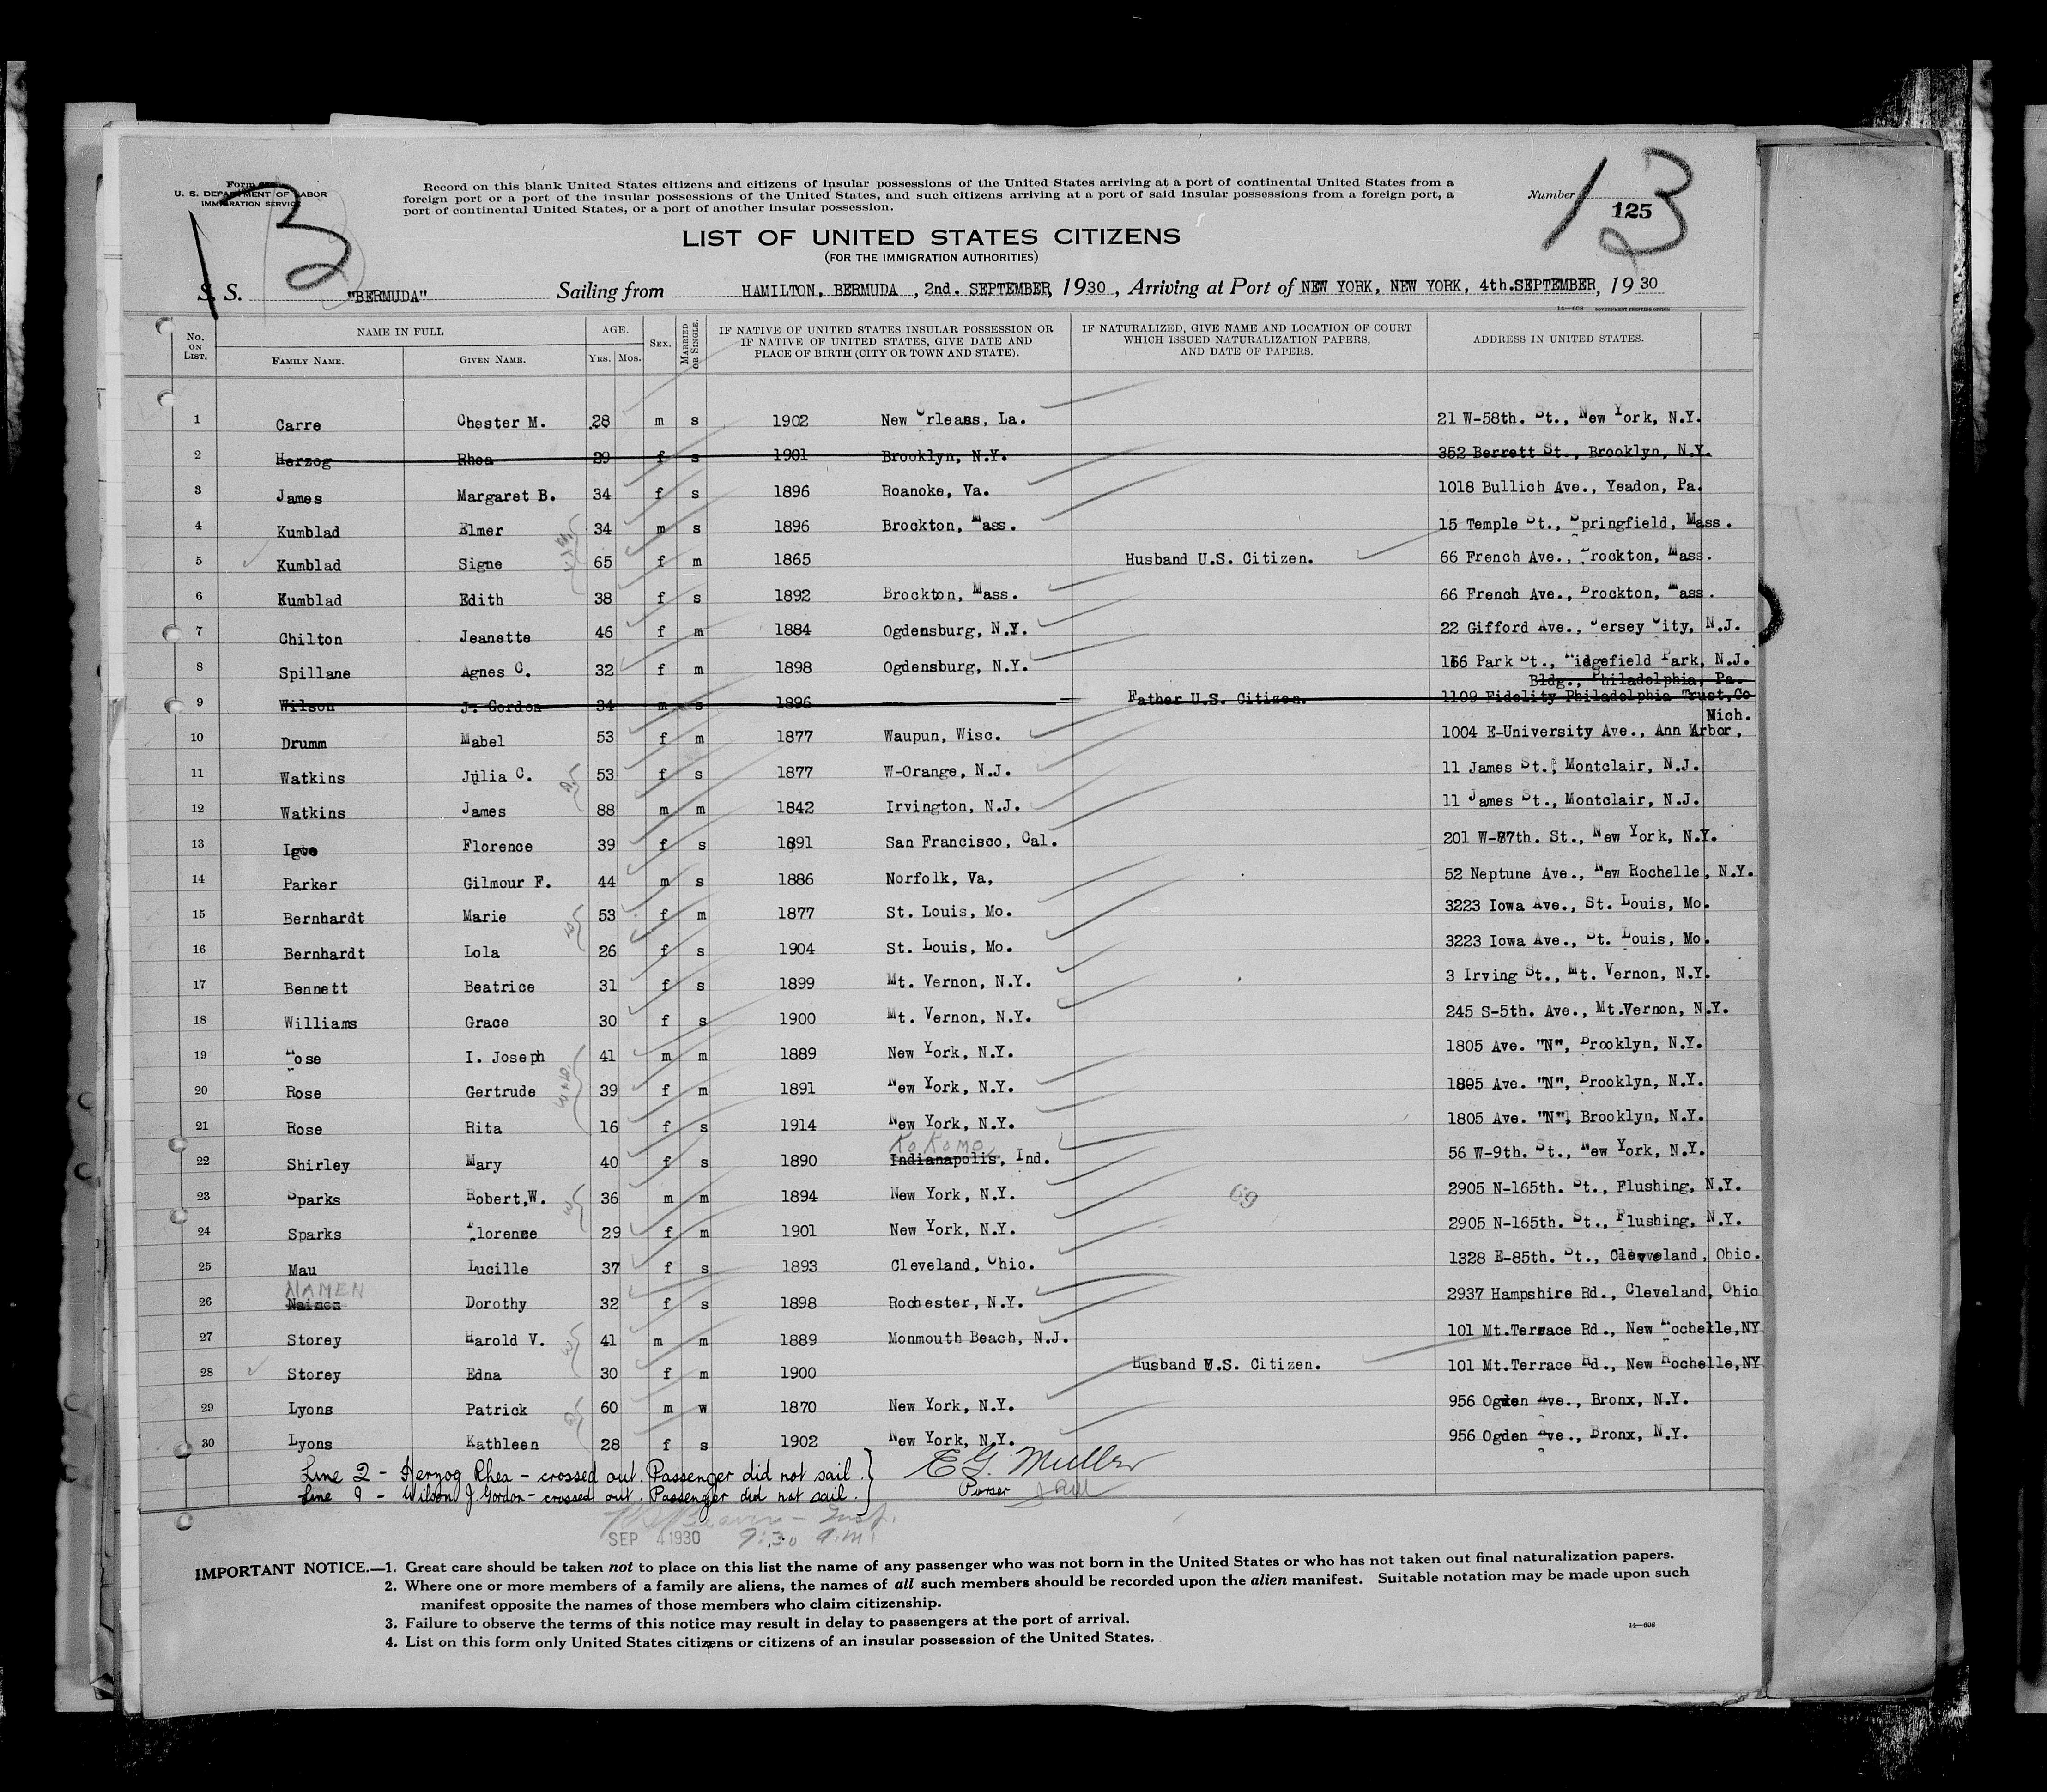 U. S. DEPARTMENT OF LABOR
IMMIGRATION SERVICE
13
Record on this blank United States citizens and citizens of insular possessions of the United States arriving at a port of continental United States from a
foreign port or a port of the insular possessions of the United States, and such citizens arriving at a port of said insular possessions from a foreign port, a
port of continental United States, or a port of another insular possession.
Number 125
13
LIST OF UNITED STATES CITIZENS
(FOR THE IMMIGRATION AUTHORITIES)
S. S. "BERMUDA" Sailing from HAMILTON, BERMUDA , 2nd. SEPTEMBER, 1930 , Arriving at Port of NEW YORK, NEW YORK, 4th.SEPTEMBER, 1930
14—608 GOVERNMENT PRINTING OFFICE
No. ON LIST. NAME IN FULL FAMILY NAME. GIVEN NAME. AGE. YRS. MOS. SEX. MARRIED OR SINGLE. IF NATIVE OF UNITED STATES INSULAR POSSESSION OR IF NATIVE OF UNITED STATES, GIVE DATE AND PLACE OF BIRTH (CITY OR TOWN AND STATE). IF NATURALIZED, GIVE NAME AND LOCATION OF COURT WHICH ISSUED NATURALIZATION PAPERS, AND DATE OF PAPERS. ADDRESS IN UNITED STATES.
1 Carre Chester M. 28 m s 1902 New Orleans, La. 21 W-58th. St., New York, N.Y.
2 Herzog Rhea 29 f s 1901 Brooklyn, N.Y. 352 Berrett St., Brooklyn, N.Y.
3 James Margaret B. 34 f s 1896 Roanoke, Va. 1018 Bullich Ave., Yeadon, Pa.
4 Kumblad Elmer 34 m s 1896 Brockton, Mass. 15 Temple St., Springfield, Mass.
5 Kumblad Signe 65 f m 1865 Husband U.S. Citizen. 66 French Ave., Brockton, Mass.
6 Kumblad Edith 38 f s 1892 Brockton, Mass. 66 French Ave., Brockton, Mass.
7 Chilton Jeanette 46 f m 1884 Ogdensburg, N.Y. 22 Gifford Ave., Jersey City, N.J.
8 Spillane Agnes C. 32 f m 1898 Ogdensburg, N.Y. 166 Park St., Ridgefield Park, N.J.
Bldg., Philadelphia, Pa.
9 Wilson J. Gordon 34 m s 1896 — Father U.S. Citizen. 1109 Fidelity Philadelphia Trust,Co
Mich.
10 Drumm Mabel 53 f m 1877 Waupun, Wisc. 1004 E-University Ave., Ann Arbor,
11 Watkins Julia C. 53 f s 1877 W-Orange, N.J. 11 James St., Montclair, N.J.
12 Watkins James 88 m m 1842 Irvington, N.J. 11 James St., Montclair, N.J.
13 Igoe Florence 39 f s 1891 San Francisco, Cal. 201 W-87th. St., New York, N.Y.
14 Parker Gilmour F. 44 m s 1886 Norfolk, Va, 52 Neptune Ave., New Rochelle, N.Y.
15 Bernhardt Marie 53 f m 1877 St. Louis, Mo. 3223 Iowa Ave., St. Louis, Mo.
16 Bernhardt Lola 26 f s 1904 St. Louis, Mo. 3223 Iowa Ave., St. Louis, Mo.
17 Bennett Beatrice 31 f s 1899 Mt. Vernon, N.Y. 3 Irving St., Mt. Vernon, N.Y.
18 Williams Grace 30 f s 1900 Mt. Vernon, N.Y. 245 S-5th. Ave., Mt.Vernon, N.Y.
19 Rose I. Joseph 41 m m 1889 New York, N.Y. 1805 Ave. "N", Brooklyn, N.Y.
20 Rose Gertrude 39 f m 1891 New York, N.Y. 1805 Ave. "N", Brooklyn, N.Y.
21 Rose Rita 16 f s 1914 New York, N.Y. 1805 Ave. "N", Brooklyn, N.Y.
KOKOMO
22 Shirley Mary 40 f s 1890 Indianapolis, Ind. 56 W-9th. St., New York, N.Y.
23 Sparks Robert,W. 36 m m 1894 New York, N.Y. 69 2905 N-165th. St., Flushing, N.Y.
24 Sparks Florence 29 f m 1901 New York, N.Y. 2905 N-165th. St., Flushing, N.Y.
25 Mau Lucille 37 f s 1893 Cleveland, Ohio. 1328 E-85th. St., Cleveland, Ohio.
NAMEN
26 Naimen Dorothy 32 f s 1898 Rochester, N.Y. 2937 Hampshire Rd., Cleveland, Ohio
27 Storey Harold V. 41 m m 1889 Monmouth Beach, N.J. 101 Mt.Terrace Rd., New Rochelle,NY
28 Storey Edna 30 f m 1900 Husband U.S. Citizen. 101 Mt.Terrace Rd., New Rochelle,NY
29 Lyons Patrick 60 m w 1870 New York, N.Y. 956 Ogden Ave., Bronx, N.Y.
30 Lyons Kathleen 28 f s 1902 New York, N.Y. 956 Ogden Ave., Bronx, N.Y.
Line 2 - Herzog Rhea - crossed out. Passenger did not sail. E G. Muller
Line 9 - Wilson J. Gordon - crossed out. Passenger did not sail. Purser
SEP 4 1930 9:30 a.m.
IMPORTANT NOTICE.—1. Great care should be taken not to place on this list the name of any passenger who was not born in the United States or who has not taken out final naturalization papers.
2. Where one or more members of a family are aliens, the names of all such members should be recorded upon the alien manifest. Suitable notation may be made upon such
manifest opposite the names of those members who claim citizenship.
3. Failure to observe the terms of this notice may result in delay to passengers at the port of arrival.
4. List on this form only United States citizens or citizens of an insular possession of the United States.
14—608